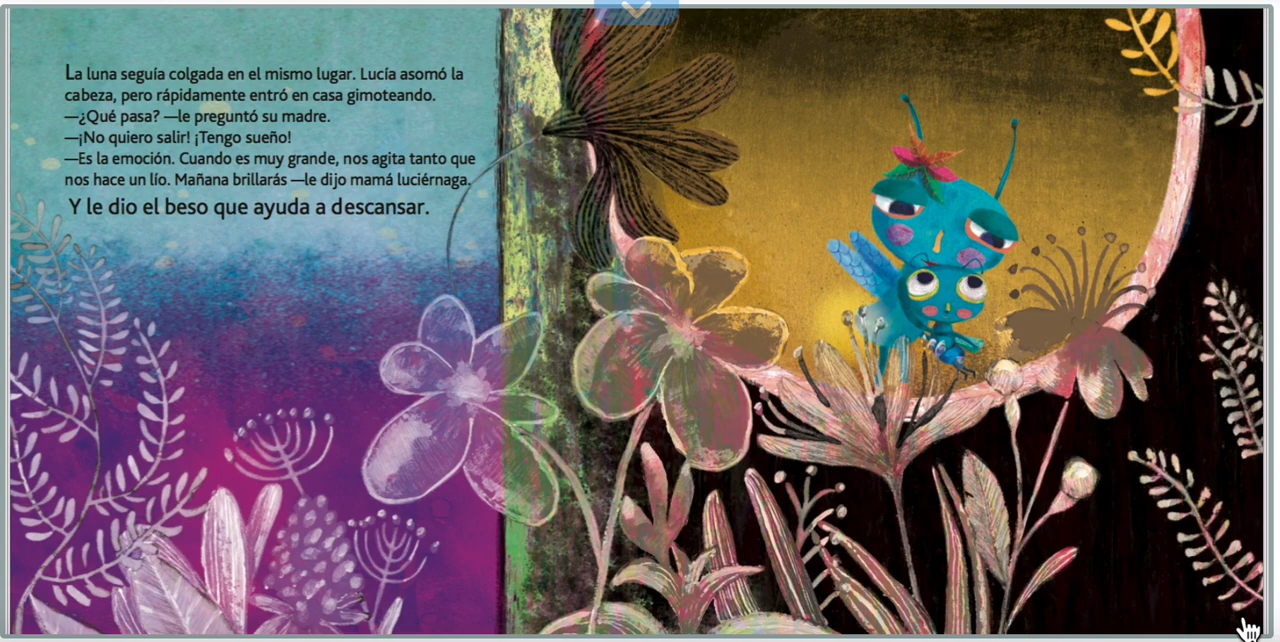 La luna seguía colgada en el mismo lugar. Lucía asomó la
cabeza, pero rápidamente entró en casa gimoteando.
—¿Qué pasa? —le preguntó su madre.
—¡No quiero salir! ¡Tengo sueño!
—Es la emoción. Cuando es muy grande, nos agita tanto que
nos hace un lío. Mañana brillarás —le dijo mamá luciérnaga.
Y le dio el beso que ayuda a descansar.